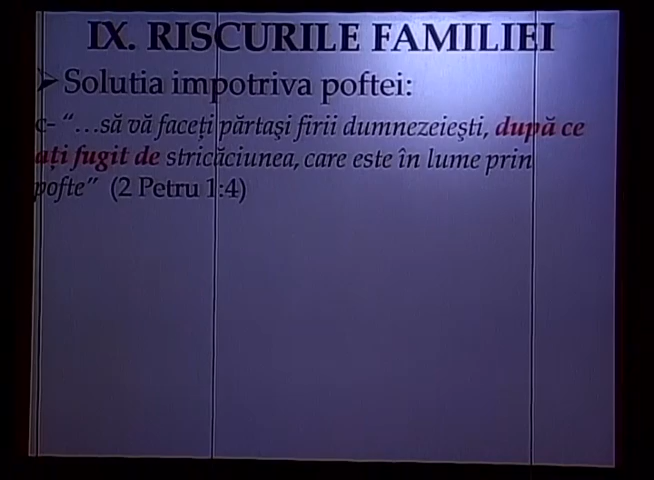 IX. RISCURILE FAMILIEI
➤ Solutia impotriva poftei:
c- “…să vă faceţi părtaşi firii dumnezeieşti, după ce
aţi fugit de stricăciunea, care este în lume prin
pofte” (2 Petru 1:4)